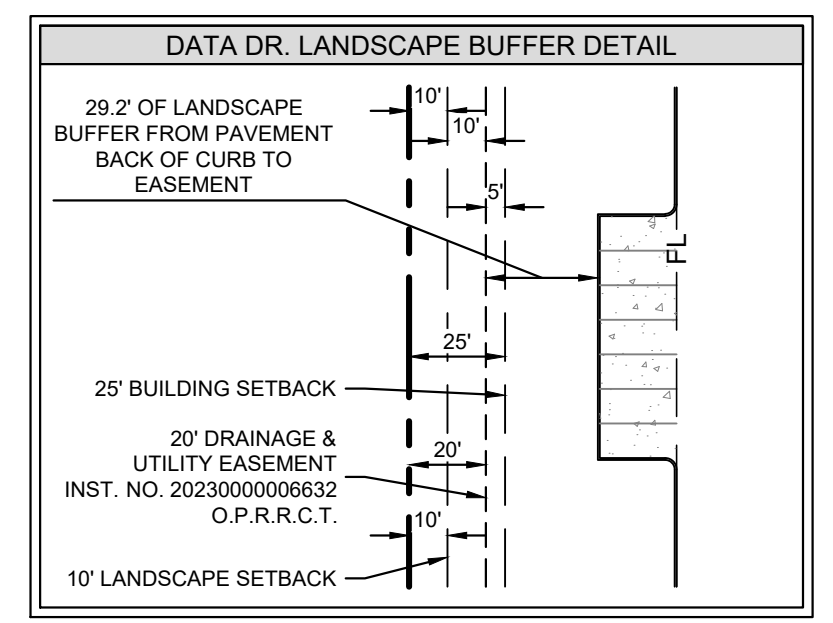 DATA DR. LANDSCAPE BUFFER DETAIL
29.2' OF LANDSCAPE
BUFFER FROM PAVEMENT
BACK OF CURB TO
EASEMENT
10'
10'
5'
FL
25'
25' BUILDING SETBACK
20' DRAINAGE &
UTILITY EASEMENT
INST. NO. 20230000006632
O.P.R.R.C.T.
20'
10'
10' LANDSCAPE SETBACK